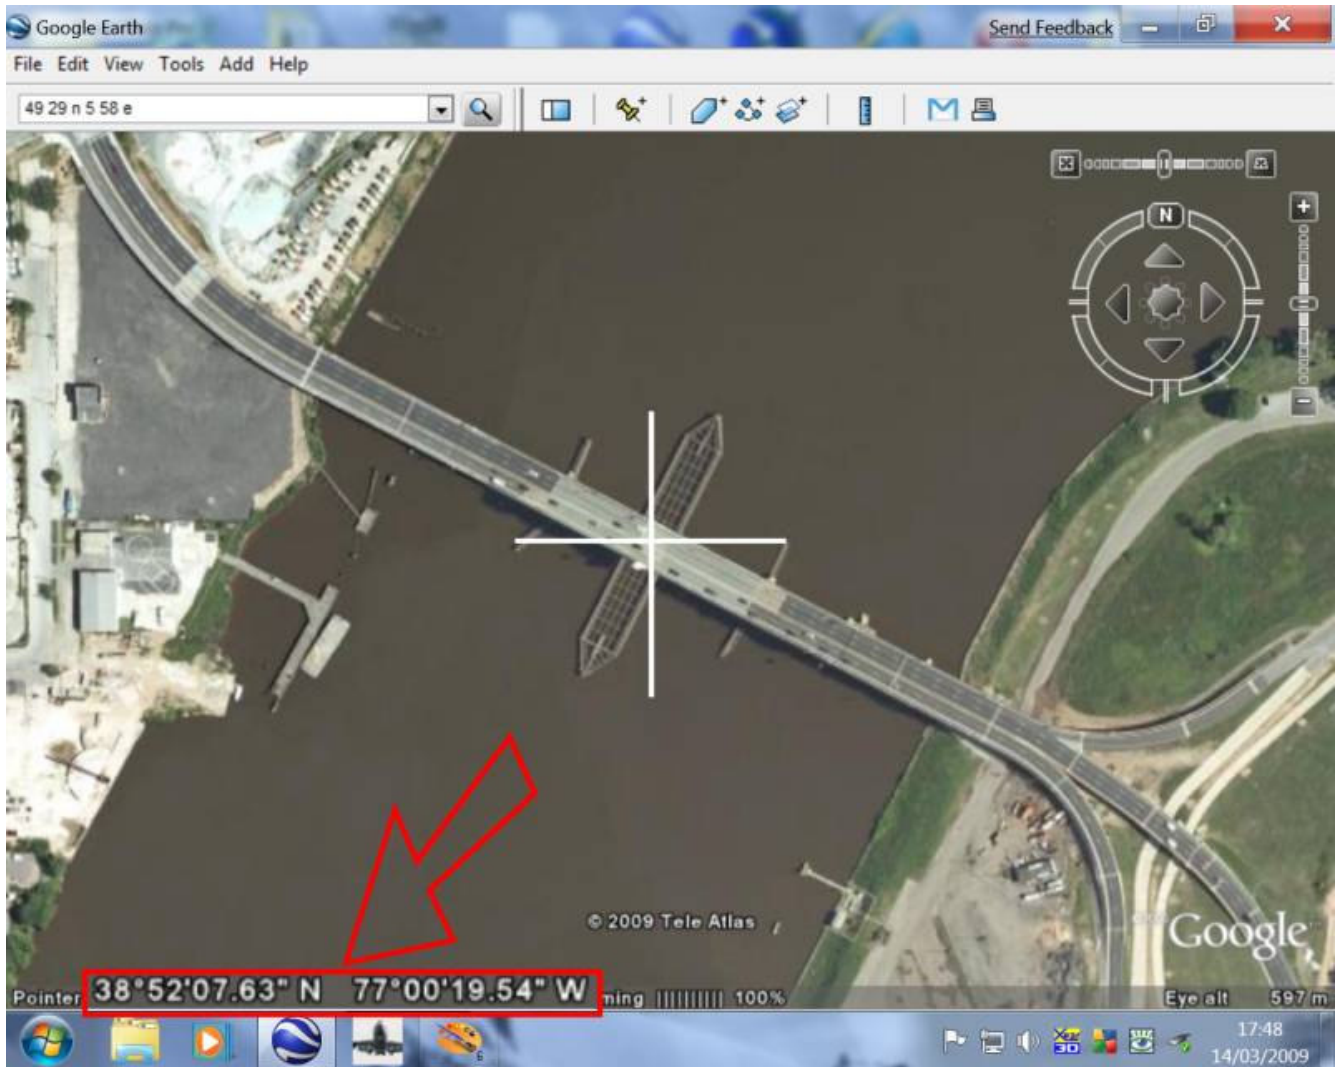 Google Earth
Send Feedback
File Edit View Tools Add Help
49 29 n 5 58 e
N
© 2009 Tele Atlas
Google
Pointer 38°52'07.63" N 77°00'19.54" W ming |||||||||| 100% Eye alt 597 m
17:48
14/03/2009